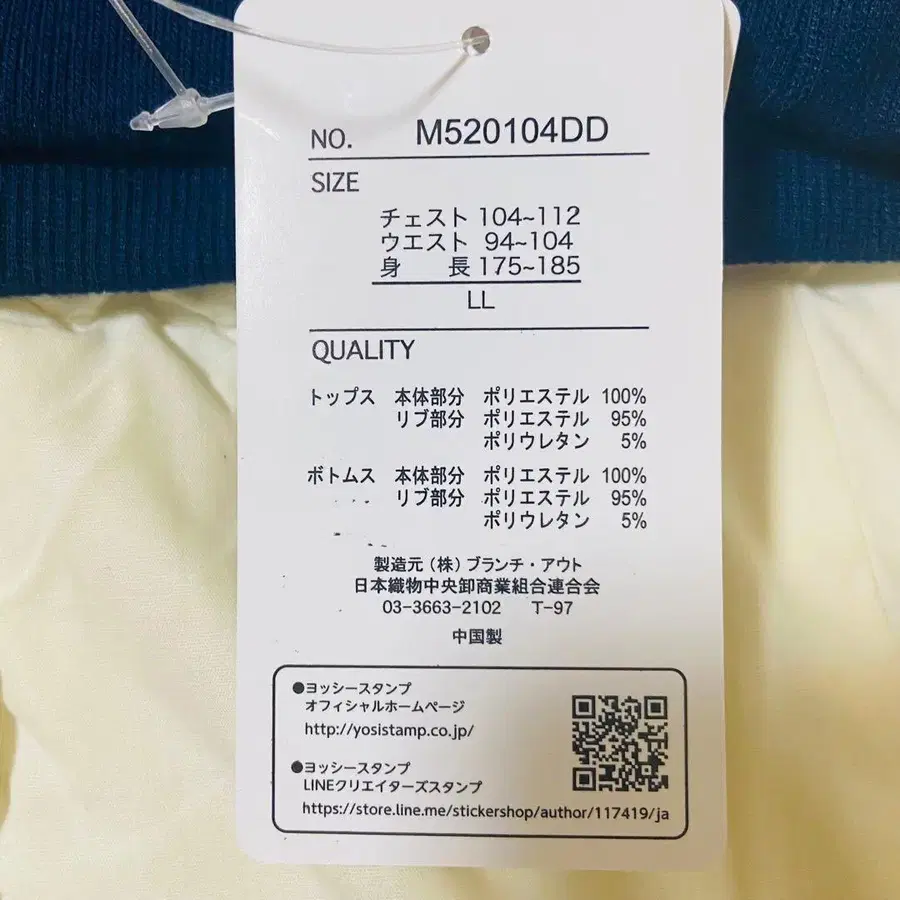 NO. M520104DD
SIZE
チェスト 104~112
ウエスト 94~104
身 長 175~185
LL
QUALITY
トップス 本体部分 ポリエステル 100%
リブ部分 ポリエステル 95%
ポリウレタン 5%
ボトムス 本体部分 ポリエステル 100%
リブ部分 ポリエステル 95%
ポリウレタン 5%
製造元(株)ブランチ・アウト
日本織物中央卸商業組合連合会
03-3663-2102 T-97
中国製
●ヨッシースタンプ
オフィシャルホームページ
http://yosistamp.co.jp/
●ヨッシースタンプ
LINEクリエイターズスタンプ
https://store.line.me/stickershop/author/117419/ja